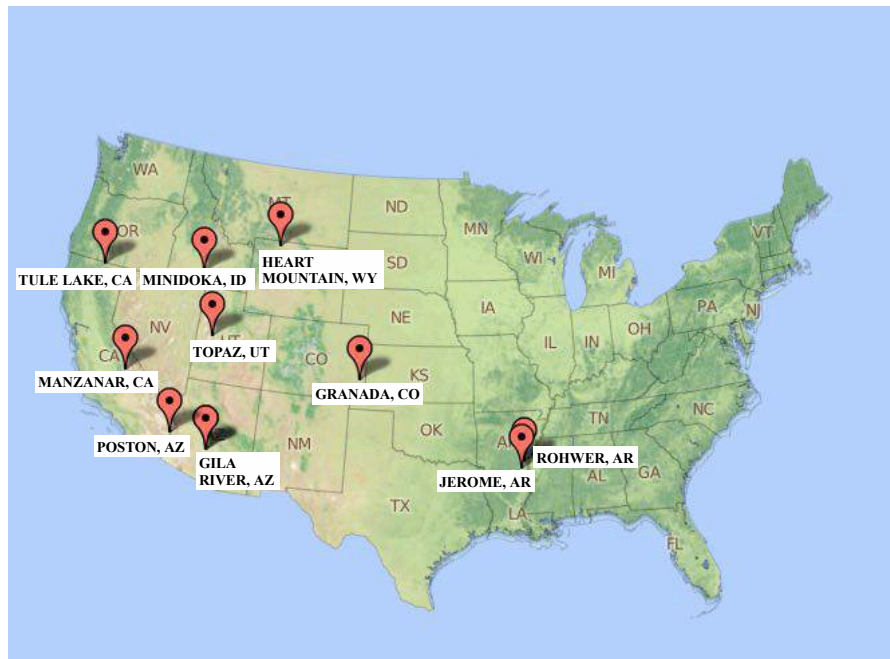 WA
MT
ND
MN
VT
OR
WI
SD
MI
TULE LAKE, CA
MINIDOKA, ID
HEART
MOUNTAIN, WY
IA
PA
NJ
NE
NV
UT
OH
IL
IN
TOPAZ, UT
CA
CO
KS
MANZANAR, CA
GRANADA, CO
NC
TN
OK
NM
POSTON, AZ
GILA
RIVER, AZ
ROHWER, AR
JEROME, AR
AL
GA
TX
LA
FL